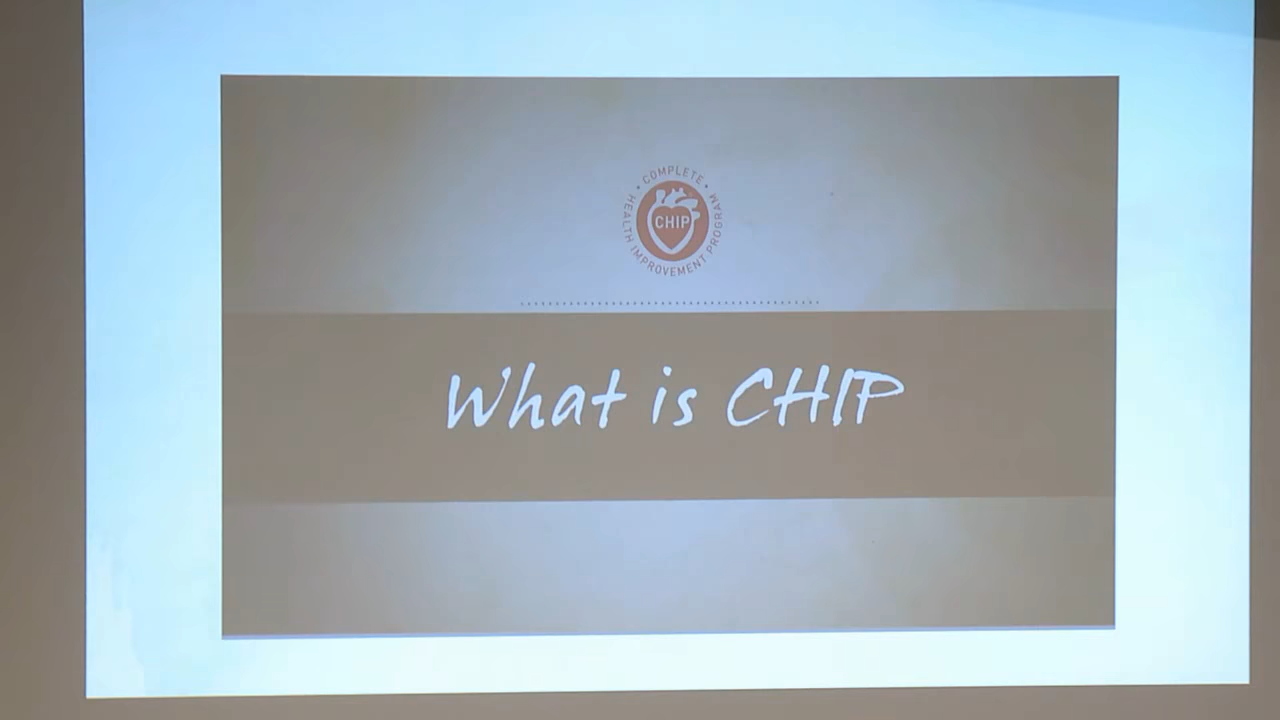 • COMPLETE •
HEALTH IMPROVEMENT PROGRAM
CHIP
What is CHIP